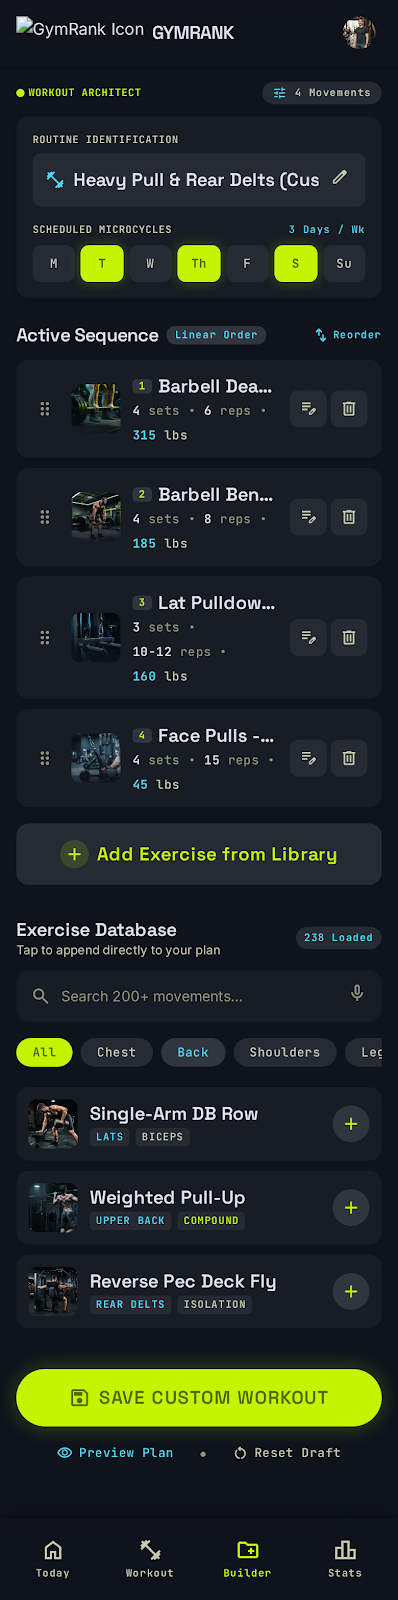 GymRank Icon GYMRANK
WORKOUT ARCHITECT
4 Movements
ROUTINE IDENTIFICATION
Heavy Pull & Rear Delts (Cus
SCHEDULED MICROCYCLES
3 Days / Wk
M T W Th F S Su
Active Sequence
Linear Order
Reorder
1 Barbell Dea...
4 sets • 6 reps •
315 lbs
2 Barbell Ben...
4 sets • 8 reps •
185 lbs
3 Lat Pulldow...
3 sets •
10-12 reps •
160 lbs
4 Face Pulls -...
4 sets • 15 reps •
45 lbs
+ Add Exercise from Library
Exercise Database
Tap to append directly to your plan
238 Loaded
Search 200+ movements...
All Chest Back Shoulders Leg
Single-Arm DB Row
LATS BICEPS
Weighted Pull-Up
UPPER BACK COMPOUND
Reverse Pec Deck Fly
REAR DELTS ISOLATION
SAVE CUSTOM WORKOUT
Preview Plan • Reset Draft
Today Workout Builder Stats